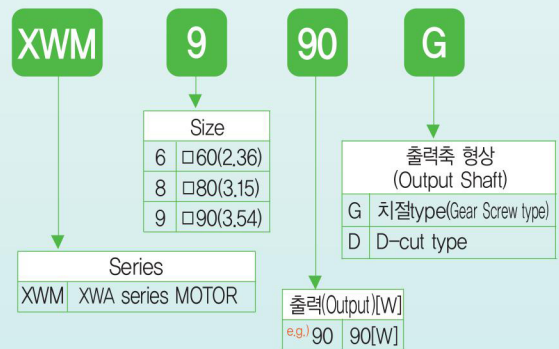 XWM 9 90 G
Size
6 □60(2.36)
8 □80(3.15)
9 □90(3.54)
출력축 형상
(Output Shaft)
G 치절type(Gear Screw type)
D D-cut type
Series
XWM XWA series MOTOR
출력(Output)[W]
e.g.) 90 90[W]